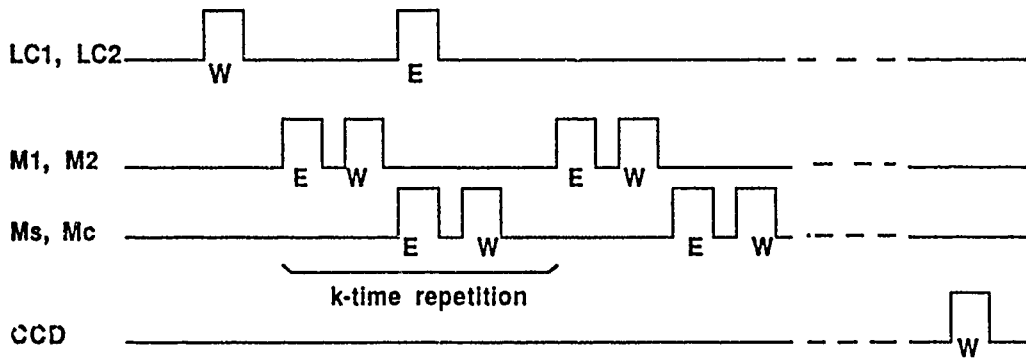 LC1, LC2
W E
M1, M2
E W E W
Ms, Mc
E W E W
k-time repetition
CCD
W